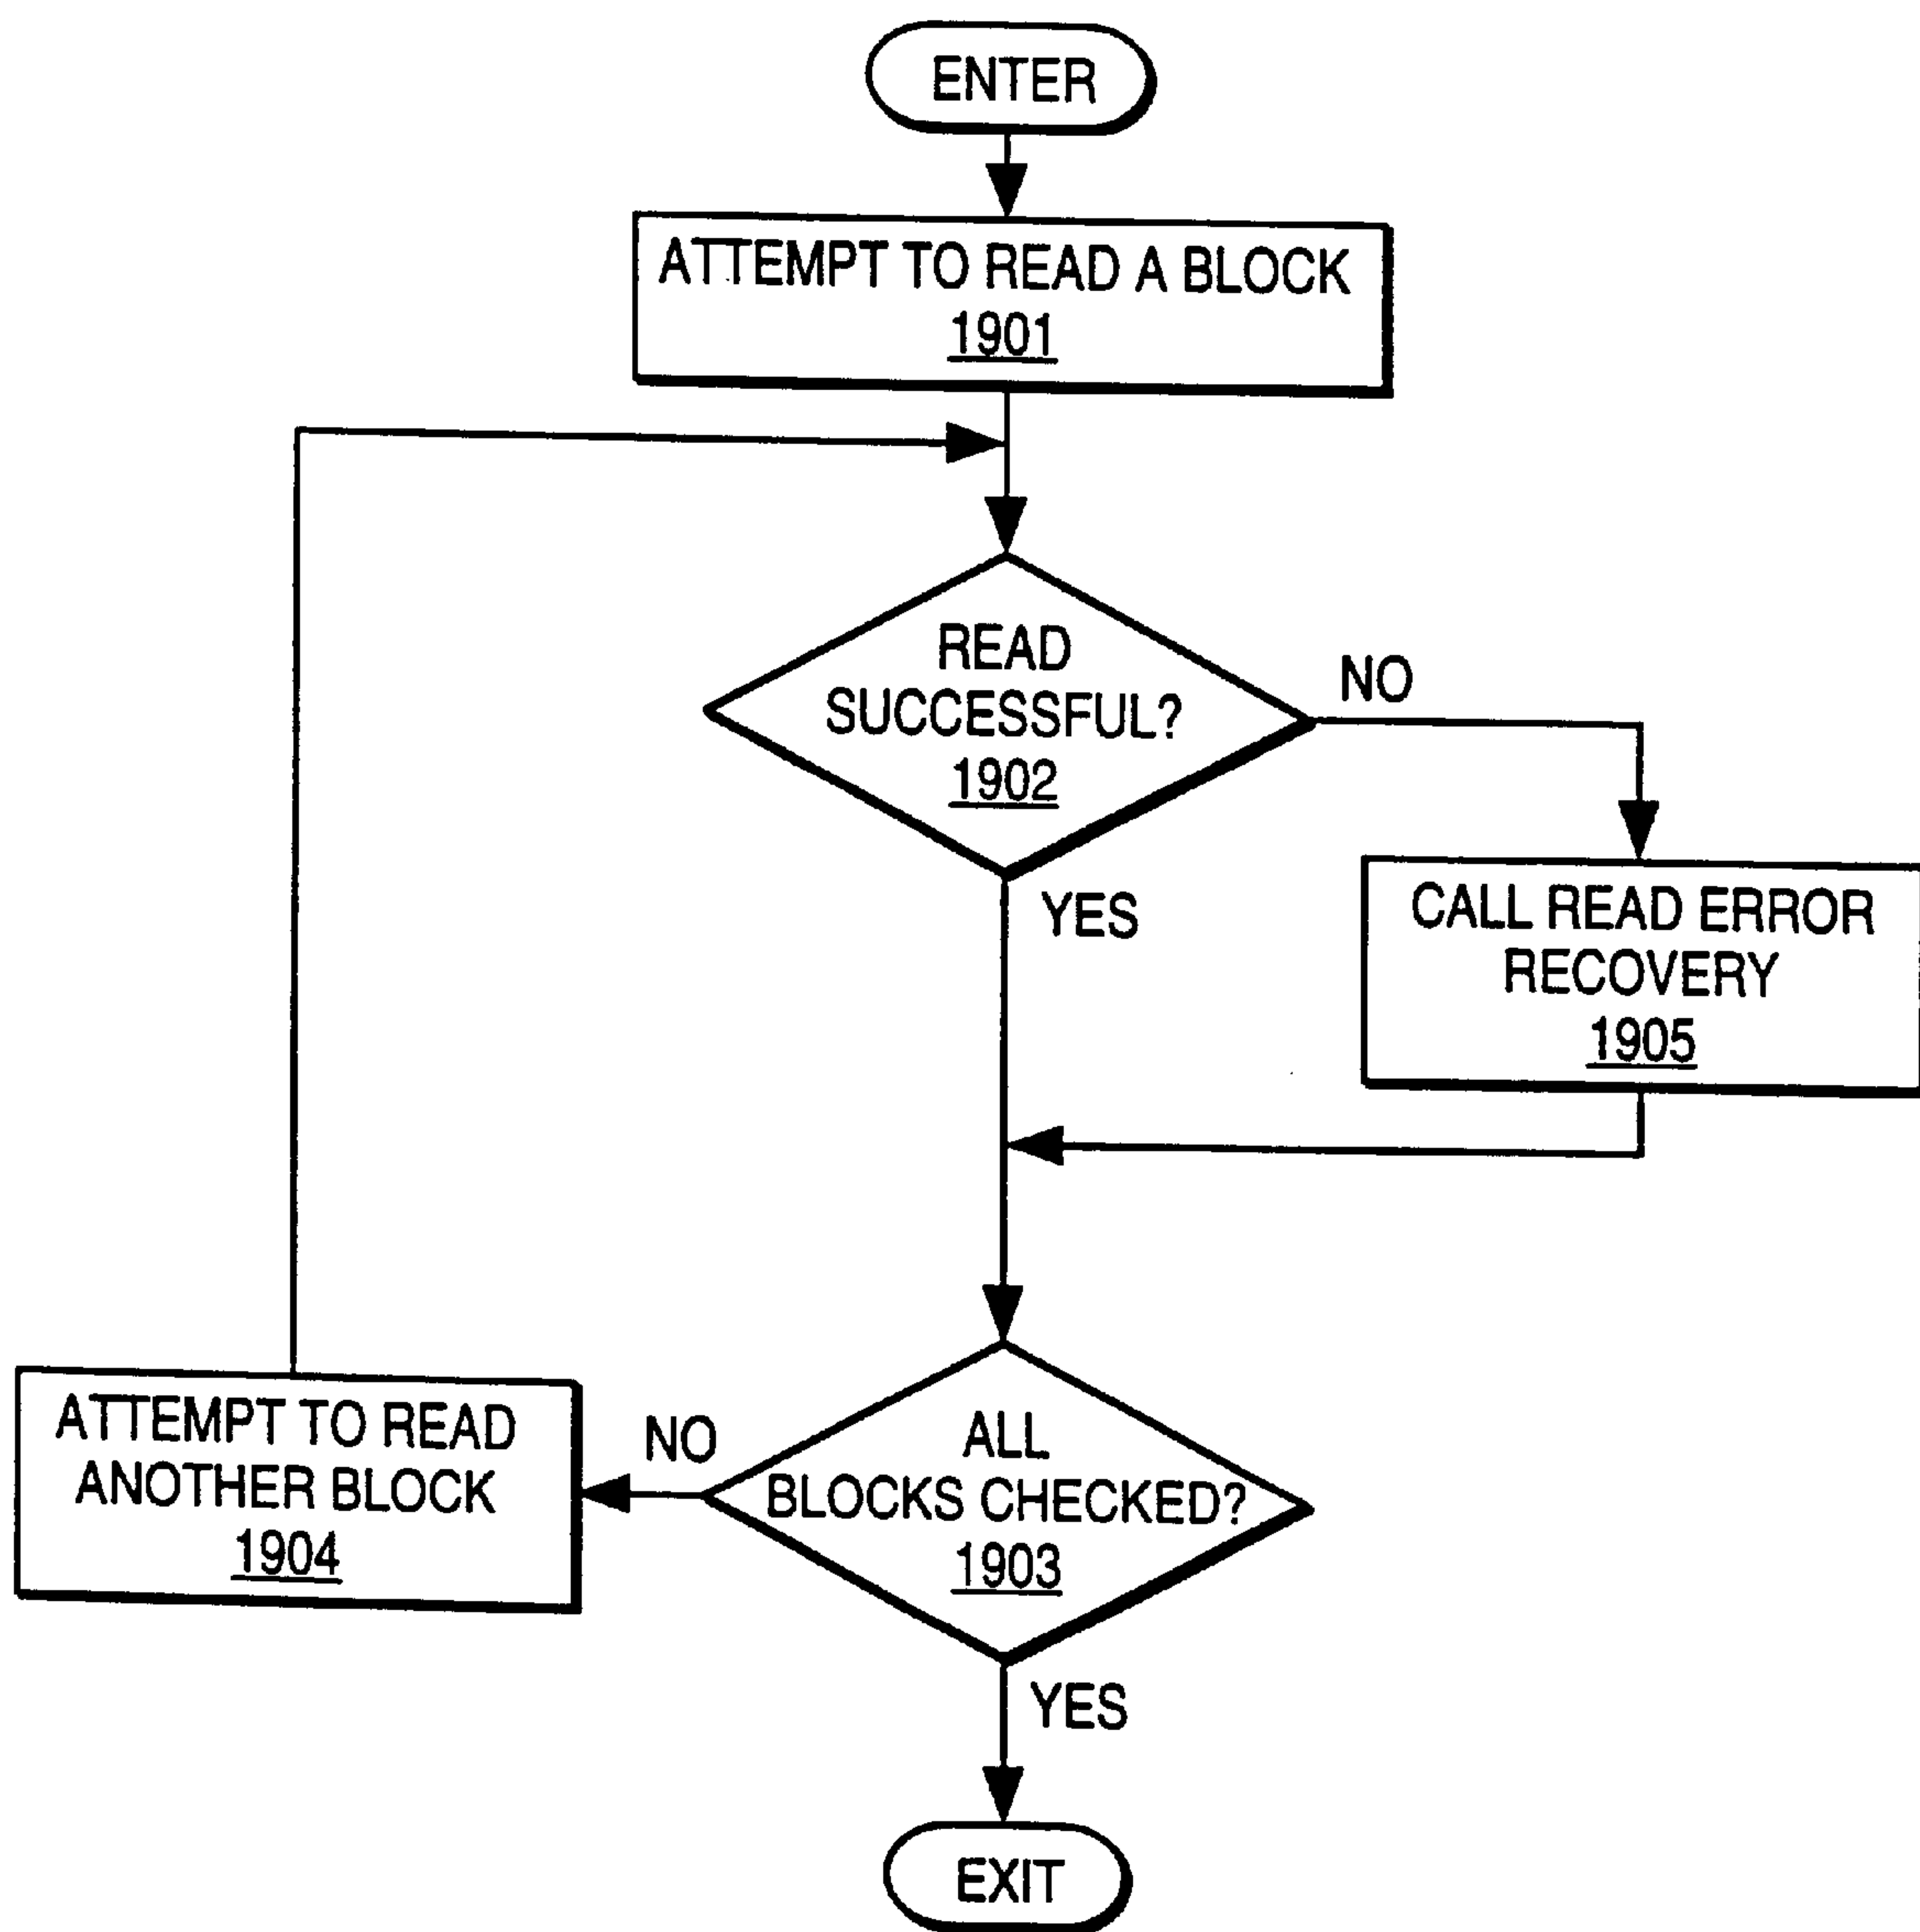 ENTER
ATTEMPT TO READ A BLOCK
1901
READ
SUCCESSFUL?
1902
NO
YES
CALL READ ERROR
RECOVERY
1905
ATTEMPT TO READ
ANOTHER BLOCK
1904
NO
ALL
BLOCKS CHECKED?
1903
YES
EXIT